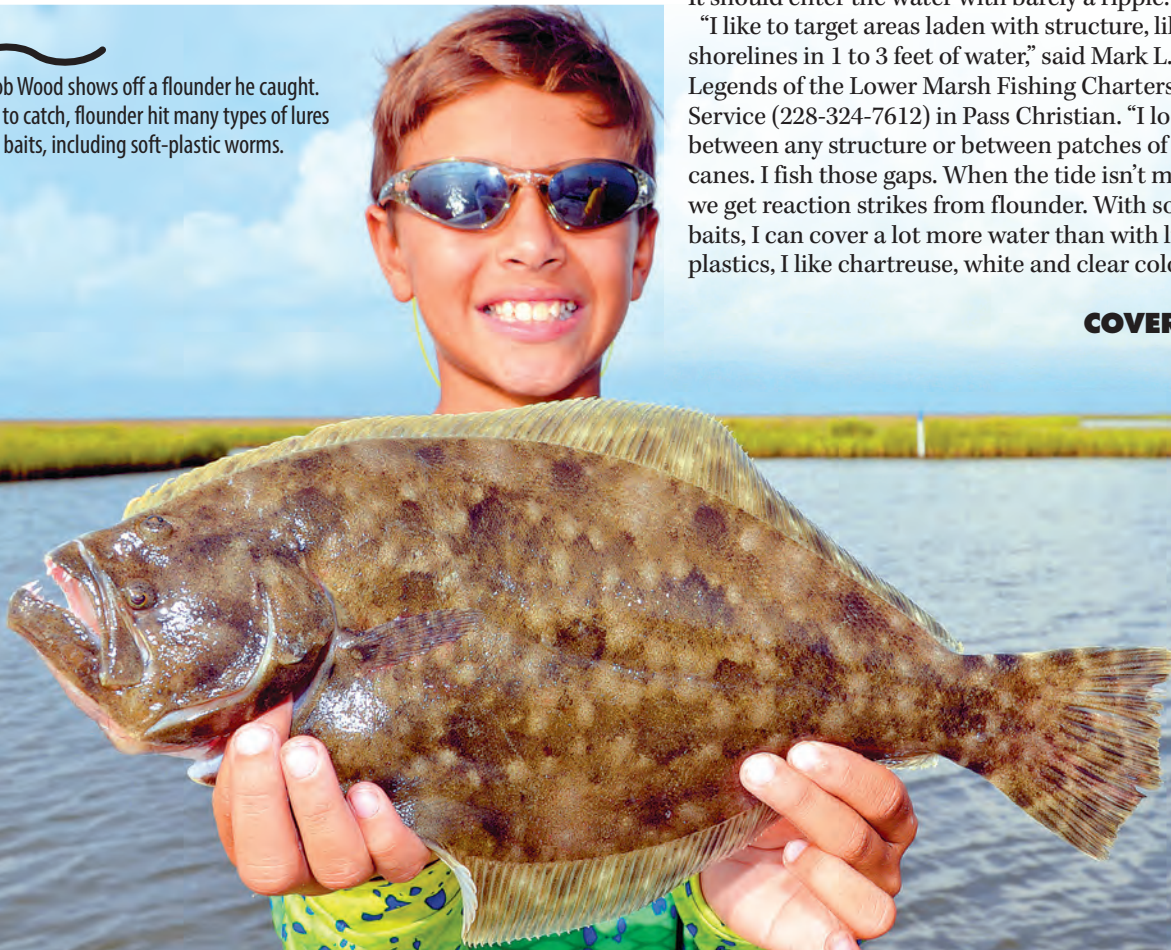 ob Wood shows off a flounder he caught.
to catch, flounder hit many types of lures
baits, including soft-plastic worms.
It should enter the water with barely a ripple.
“I like to target areas laden with structure,
shorelines in 1 to 3 feet of water,” said Mark L.
Legends of the Lower Marsh Fishing Charters
Service (228-324-7612) in Pass Christian. “I
between any structure or between patches of
canes. I fish those gaps. When the tide isn’t
we get reaction strikes from flounder. With
baits, I can cover a lot more water than with
plastics, I like chartreuse, white and clear
COVER